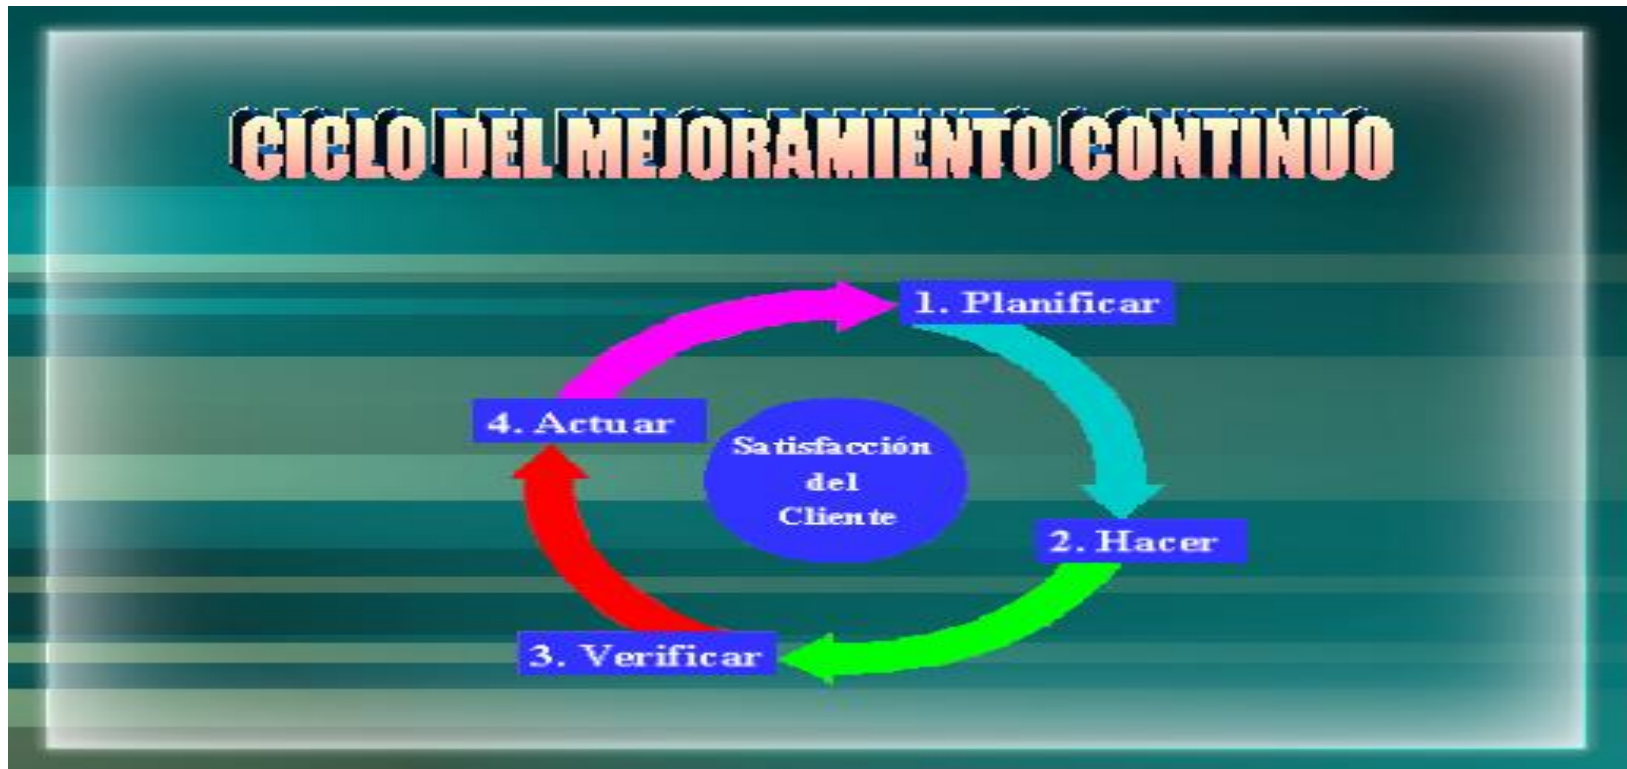 CICLO DEL MEJORAMIENTO CONTINUO
1. Planificar
4. Actuar
Satisfacción
del
Cliente
2. Hacer
3. Verificar